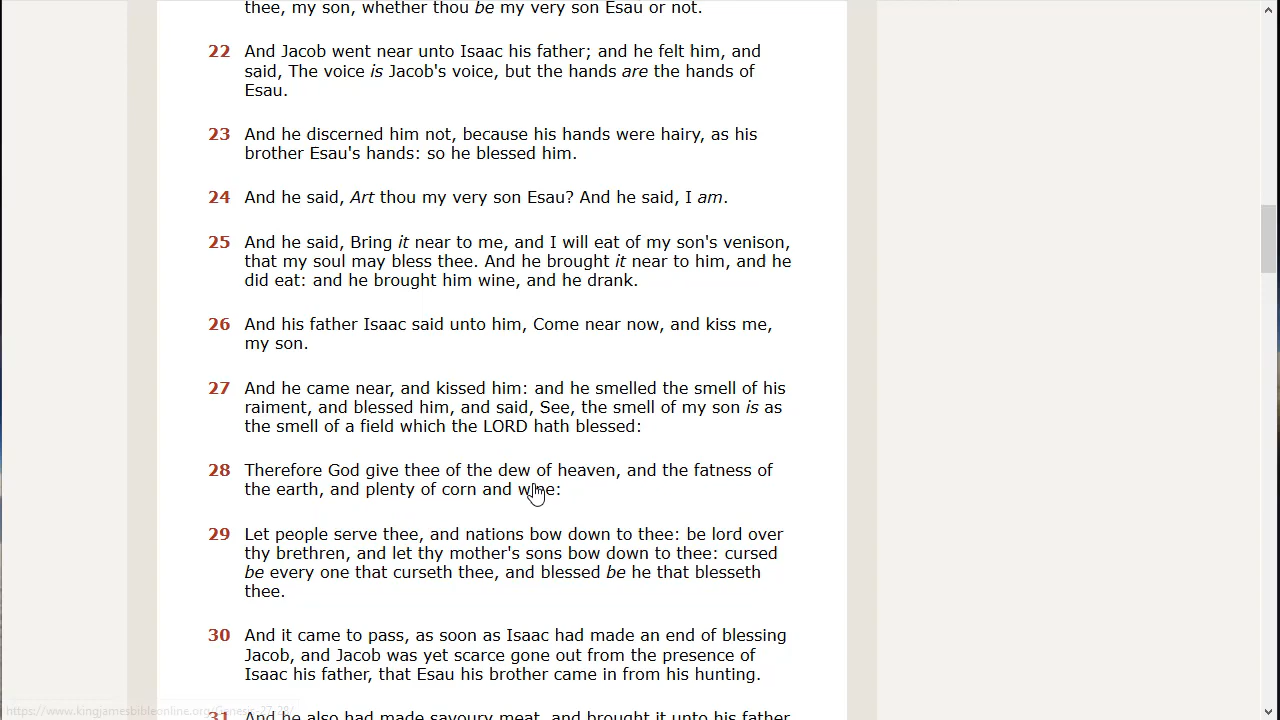 thee, my son, whether thou be my very son Esau or not.
22 And Jacob went near unto Isaac his father; and he felt him, and
said, The voice is Jacob's voice, but the hands are the hands of
Esau.
23 And he discerned him not, because his hands were hairy, as his
brother Esau's hands: so he blessed him.
24 And he said, Art thou my very son Esau? And he said, I am.
25 And he said, Bring it near to me, and I will eat of my son's venison,
that my soul may bless thee. And he brought it near to him, and he
did eat: and he brought him wine, and he drank.
26 And his father Isaac said unto him, Come near now, and kiss me,
my son.
27 And he came near, and kissed him: and he smelled the smell of his
raiment, and blessed him, and said, See, the smell of my son is as
the smell of a field which the LORD hath blessed:
28 Therefore God give thee of the dew of heaven, and the fatness of
the earth, and plenty of corn and wine:
29 Let people serve thee, and nations bow down to thee: be lord over
thy brethren, and let thy mother's sons bow down to thee: cursed
be every one that curseth thee, and blessed be he that blesseth
thee.
30 And it came to pass, as soon as Isaac had made an end of blessing
Jacob, and Jacob was yet scarce gone out from the presence of
Isaac his father, that Esau his brother came in from his hunting.
https://www.kingjamesbibleonline.org/Genesis-27-28/
31 And he also had made savoury meat, and brought it unto his father,